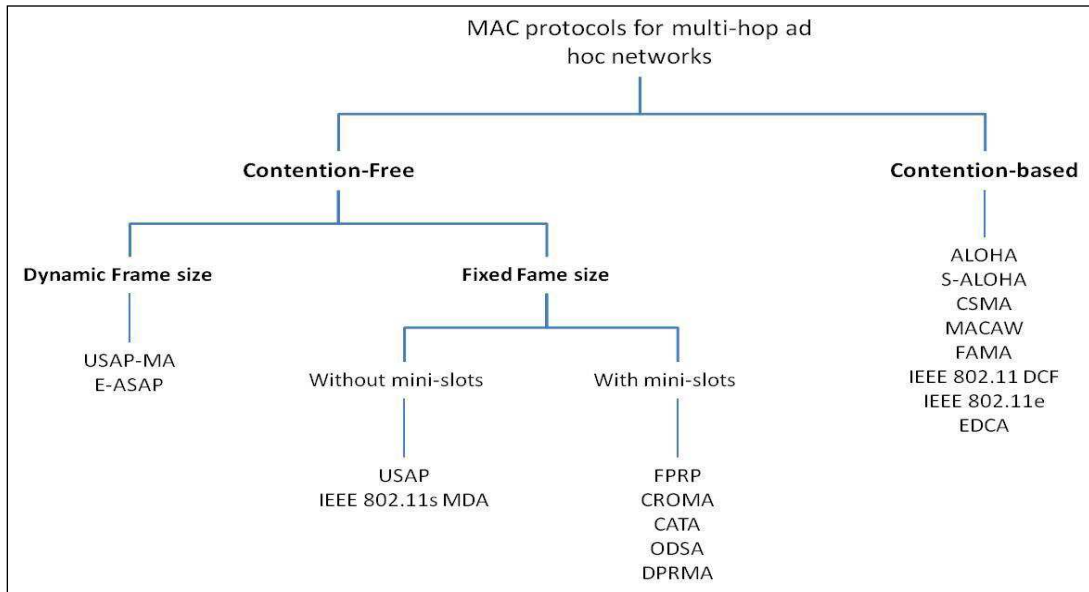 MAC protocols for multi-hop ad
hoc networks
Contention-Free
Contention-based
Dynamic Frame size
Fixed Fame size
USAP-MA
E-ASAP
Without mini-slots
With mini-slots
USAP
IEEE 802.11s MDA
FPRP
CROMA
CATA
ODSA
DPRMA
ALOHA
S-ALOHA
CSMA
MACAW
FAMA
IEEE 802.11 DCF
IEEE 802.11e
EDCA